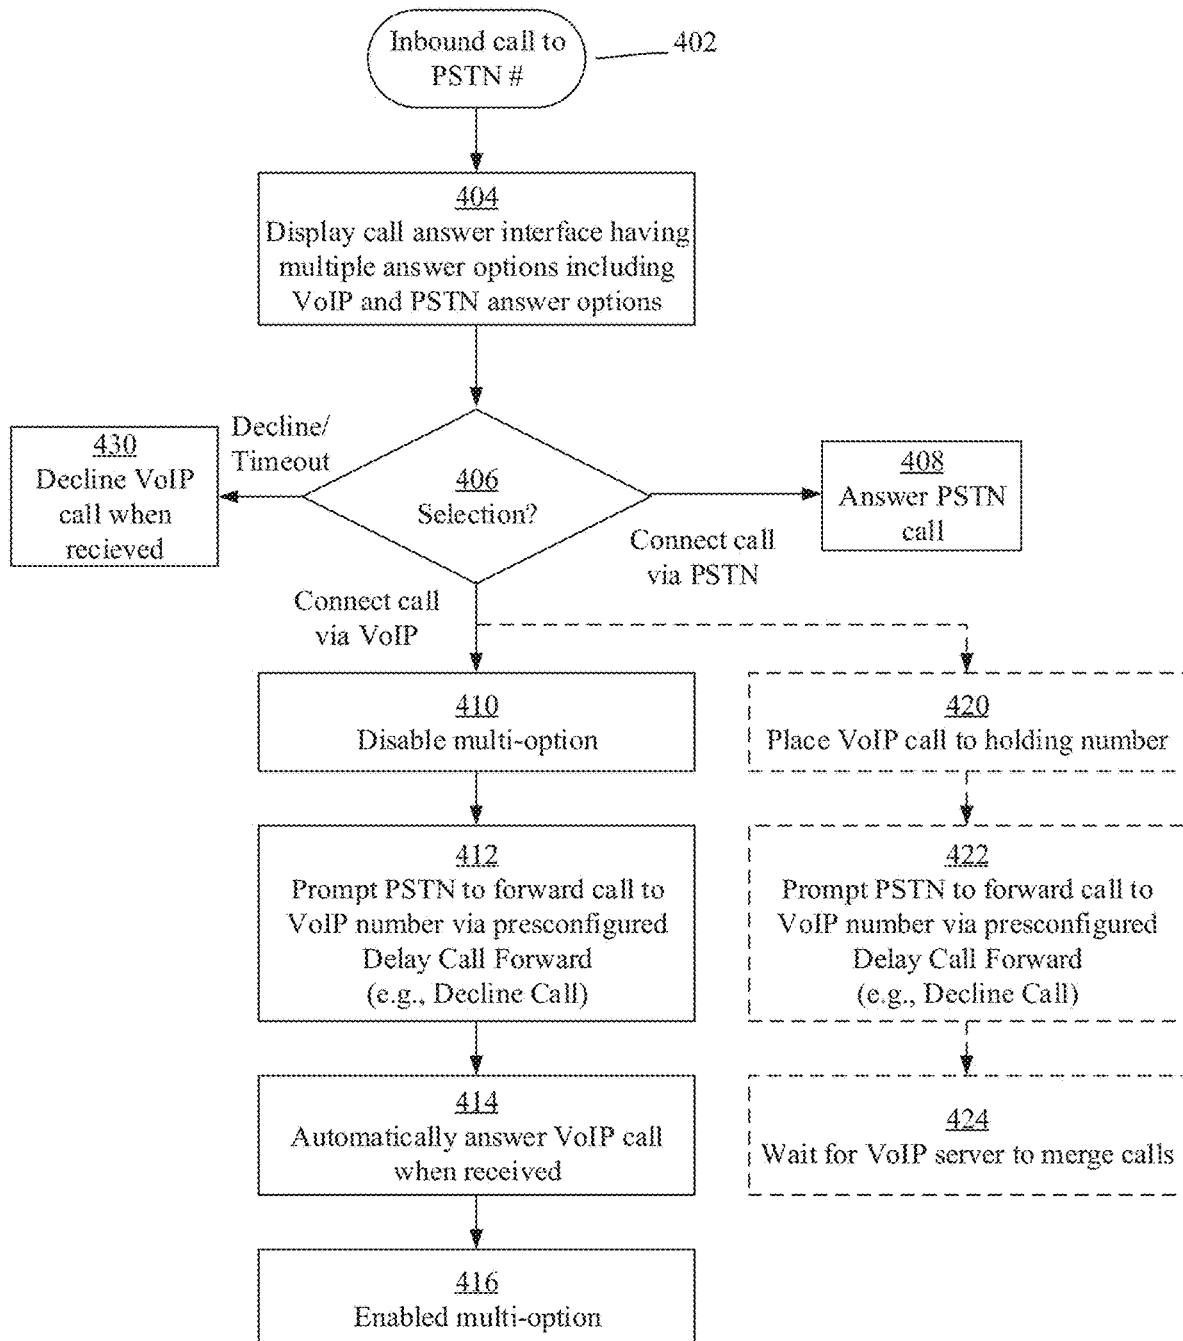 Inbound call to
PSTN #
402
404
Display call answer interface having
multiple answer options including
VoIP and PSTN answer options
Decline/
Timeout
430
Decline VoIP
call when
recieved
406
Selection?
408
Answer PSTN
call
Connect call
via PSTN
Connect call
via VoIP
410
Disable multi-option
420
Place VoIP call to holding number
412
Prompt PSTN to forward call to
VoIP number via presconfigured
Delay Call Forward
(e.g., Decline Call)
422
Prompt PSTN to forward call to
VoIP number via presconfigured
Delay Call Forward
(e.g., Decline Call)
414
Automatically answer VoIP call
when received
424
Wait for VoIP server to merge calls
416
Enabled multi-option